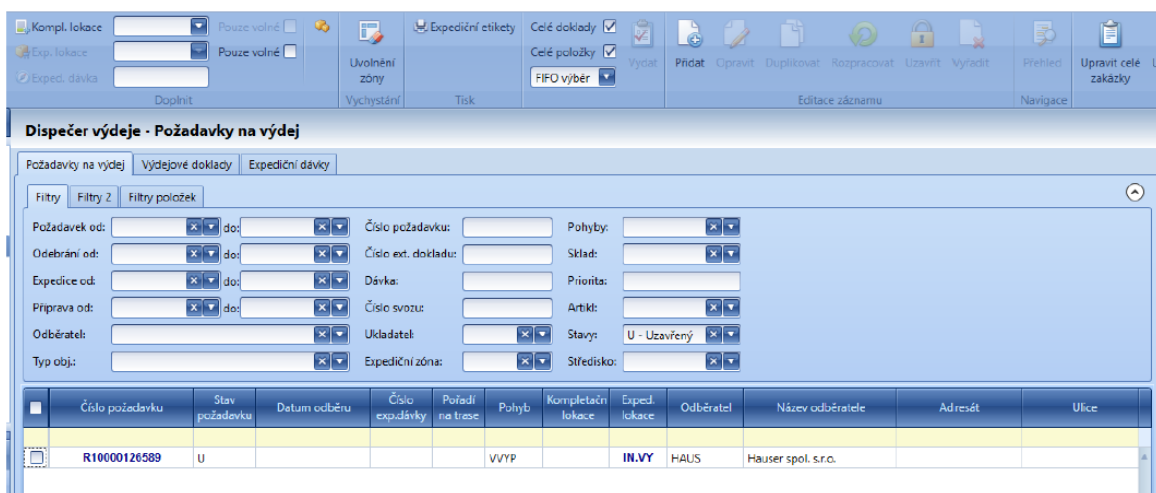 Kompl. lokace Pouze volné Expediční etikety Celé doklady
Exp. lokace Pouze volné Celé položky
Exped. dávka Uvolnění zóny FIFO výběr Vydat Přidat Opravit Duplikovat Rozpracovat Uzavřít Vyřadit Přehled Upravit celé zakázky U
Doplnit Vychystání Tisk Editace záznamu Navigace
Dispečer výdeje - Požadavky na výdej
Požadavky na výdej Výdejové doklady Expediční dávky
Filtry Filtry 2 Filtry položek
Požadavek od: do: Číslo požadavku: Pohyby:
Odebrání od: do: Číslo ext. dokladu: Sklad:
Expedice od: do: Dávka: Priorita:
Příprava od: do: Číslo svozu: Artikl:
Odběratel: Ukladatel: Stavy: U - Uzavřený
Typ obj.: Expediční zóna: Středisko:
Číslo požadavku Stav požadavku Datum odběru Číslo exp.dávky Pořadí na trase Pohyb Kompletačn lokace Exped. lokace Odběratel Název odběratele Adresát Ulice
R10000126589 U VVYP IN.VY HAUS Hauser spol. s.r.o.